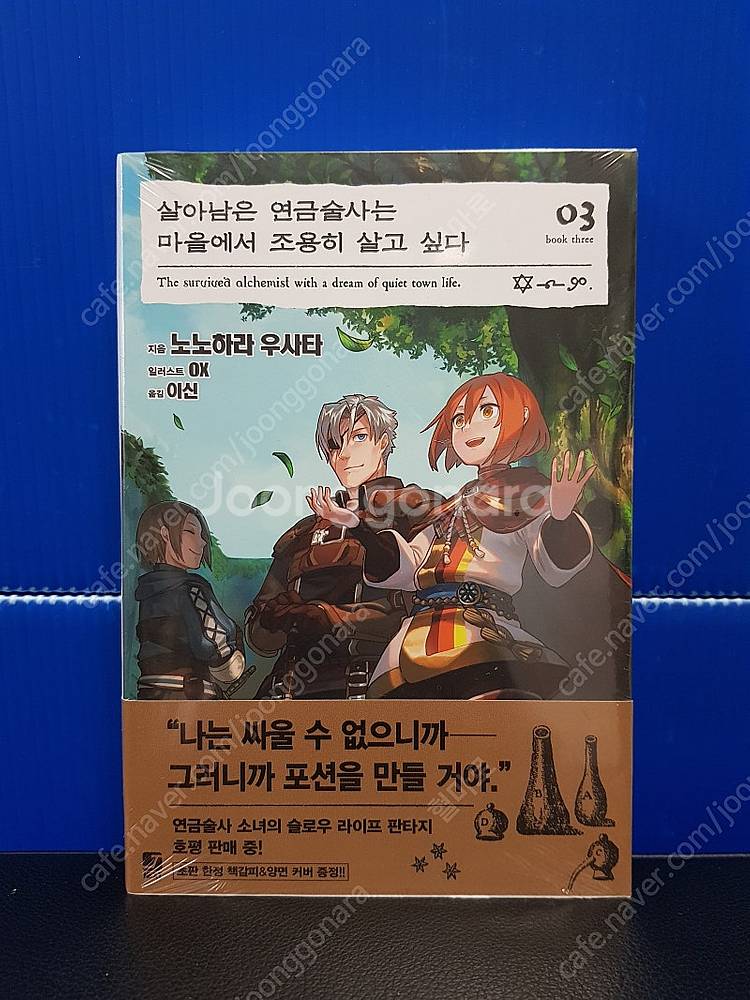 살아남은 연금술사는
마을에서 조용히 살고 싶다
03
book three
The survived alchemist with a dream of quiet town life.
지음 노노하라 우사타
일러스트 OX
옮김 이신
Joonggonara
“나는 싸울 수 없으니까──
그러니까 포션을 만들 거야.”
B
A
D
C
연금술사 소녀의 슬로우 라이프 판타지
호평 판매 중!
초판 한정 책갈피&양면 커버 증정!!
cafe.naver.com/joonggonara